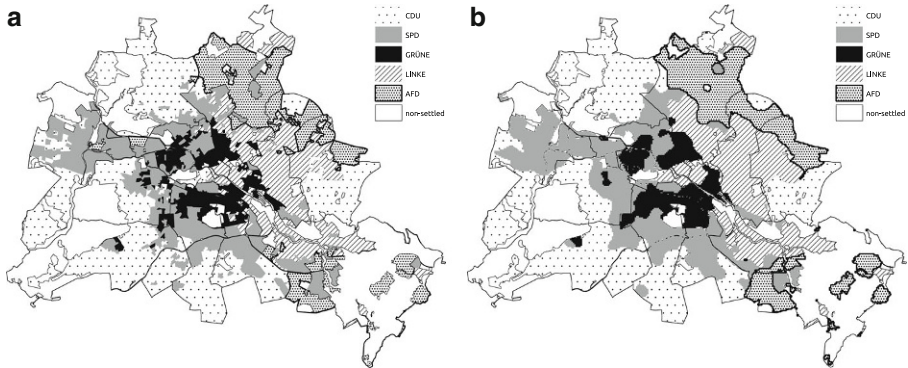 a
CDU
SPD
GRÜNE
LINKE
AFD
non-settled
b
CDU
SPD
GRÜNE
LINKE
AFD
non-settled